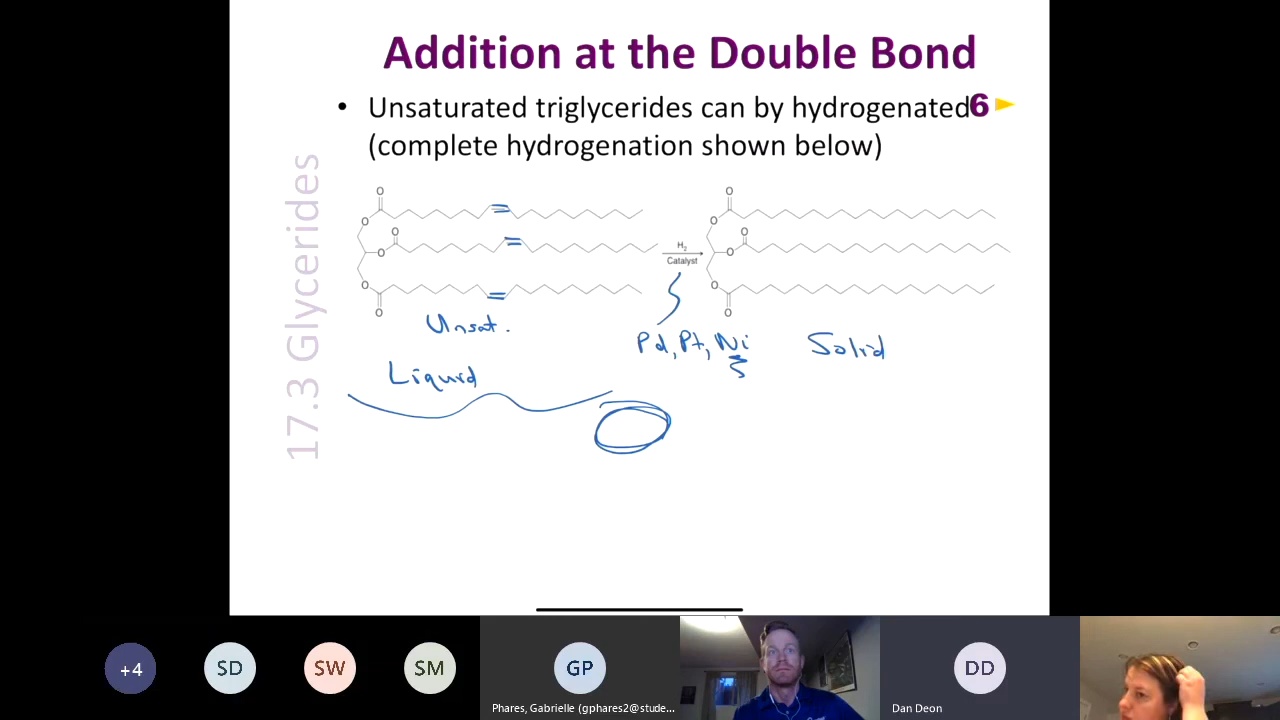 Addition at the Double Bond
• Unsaturated triglycerides can by hydrogenated 6
(complete hydrogenation shown below)
17.3 Glycerides
O
O
O
O
O
O
H2
Catalyst
O
O
O
O
O
O
Unsat.
Liquid
Pd, Pt, Ni
Solid
+4
SD
SW
SM
GP
Phares, Gabrielle (gphares2@stude...
DD
Dan Deon